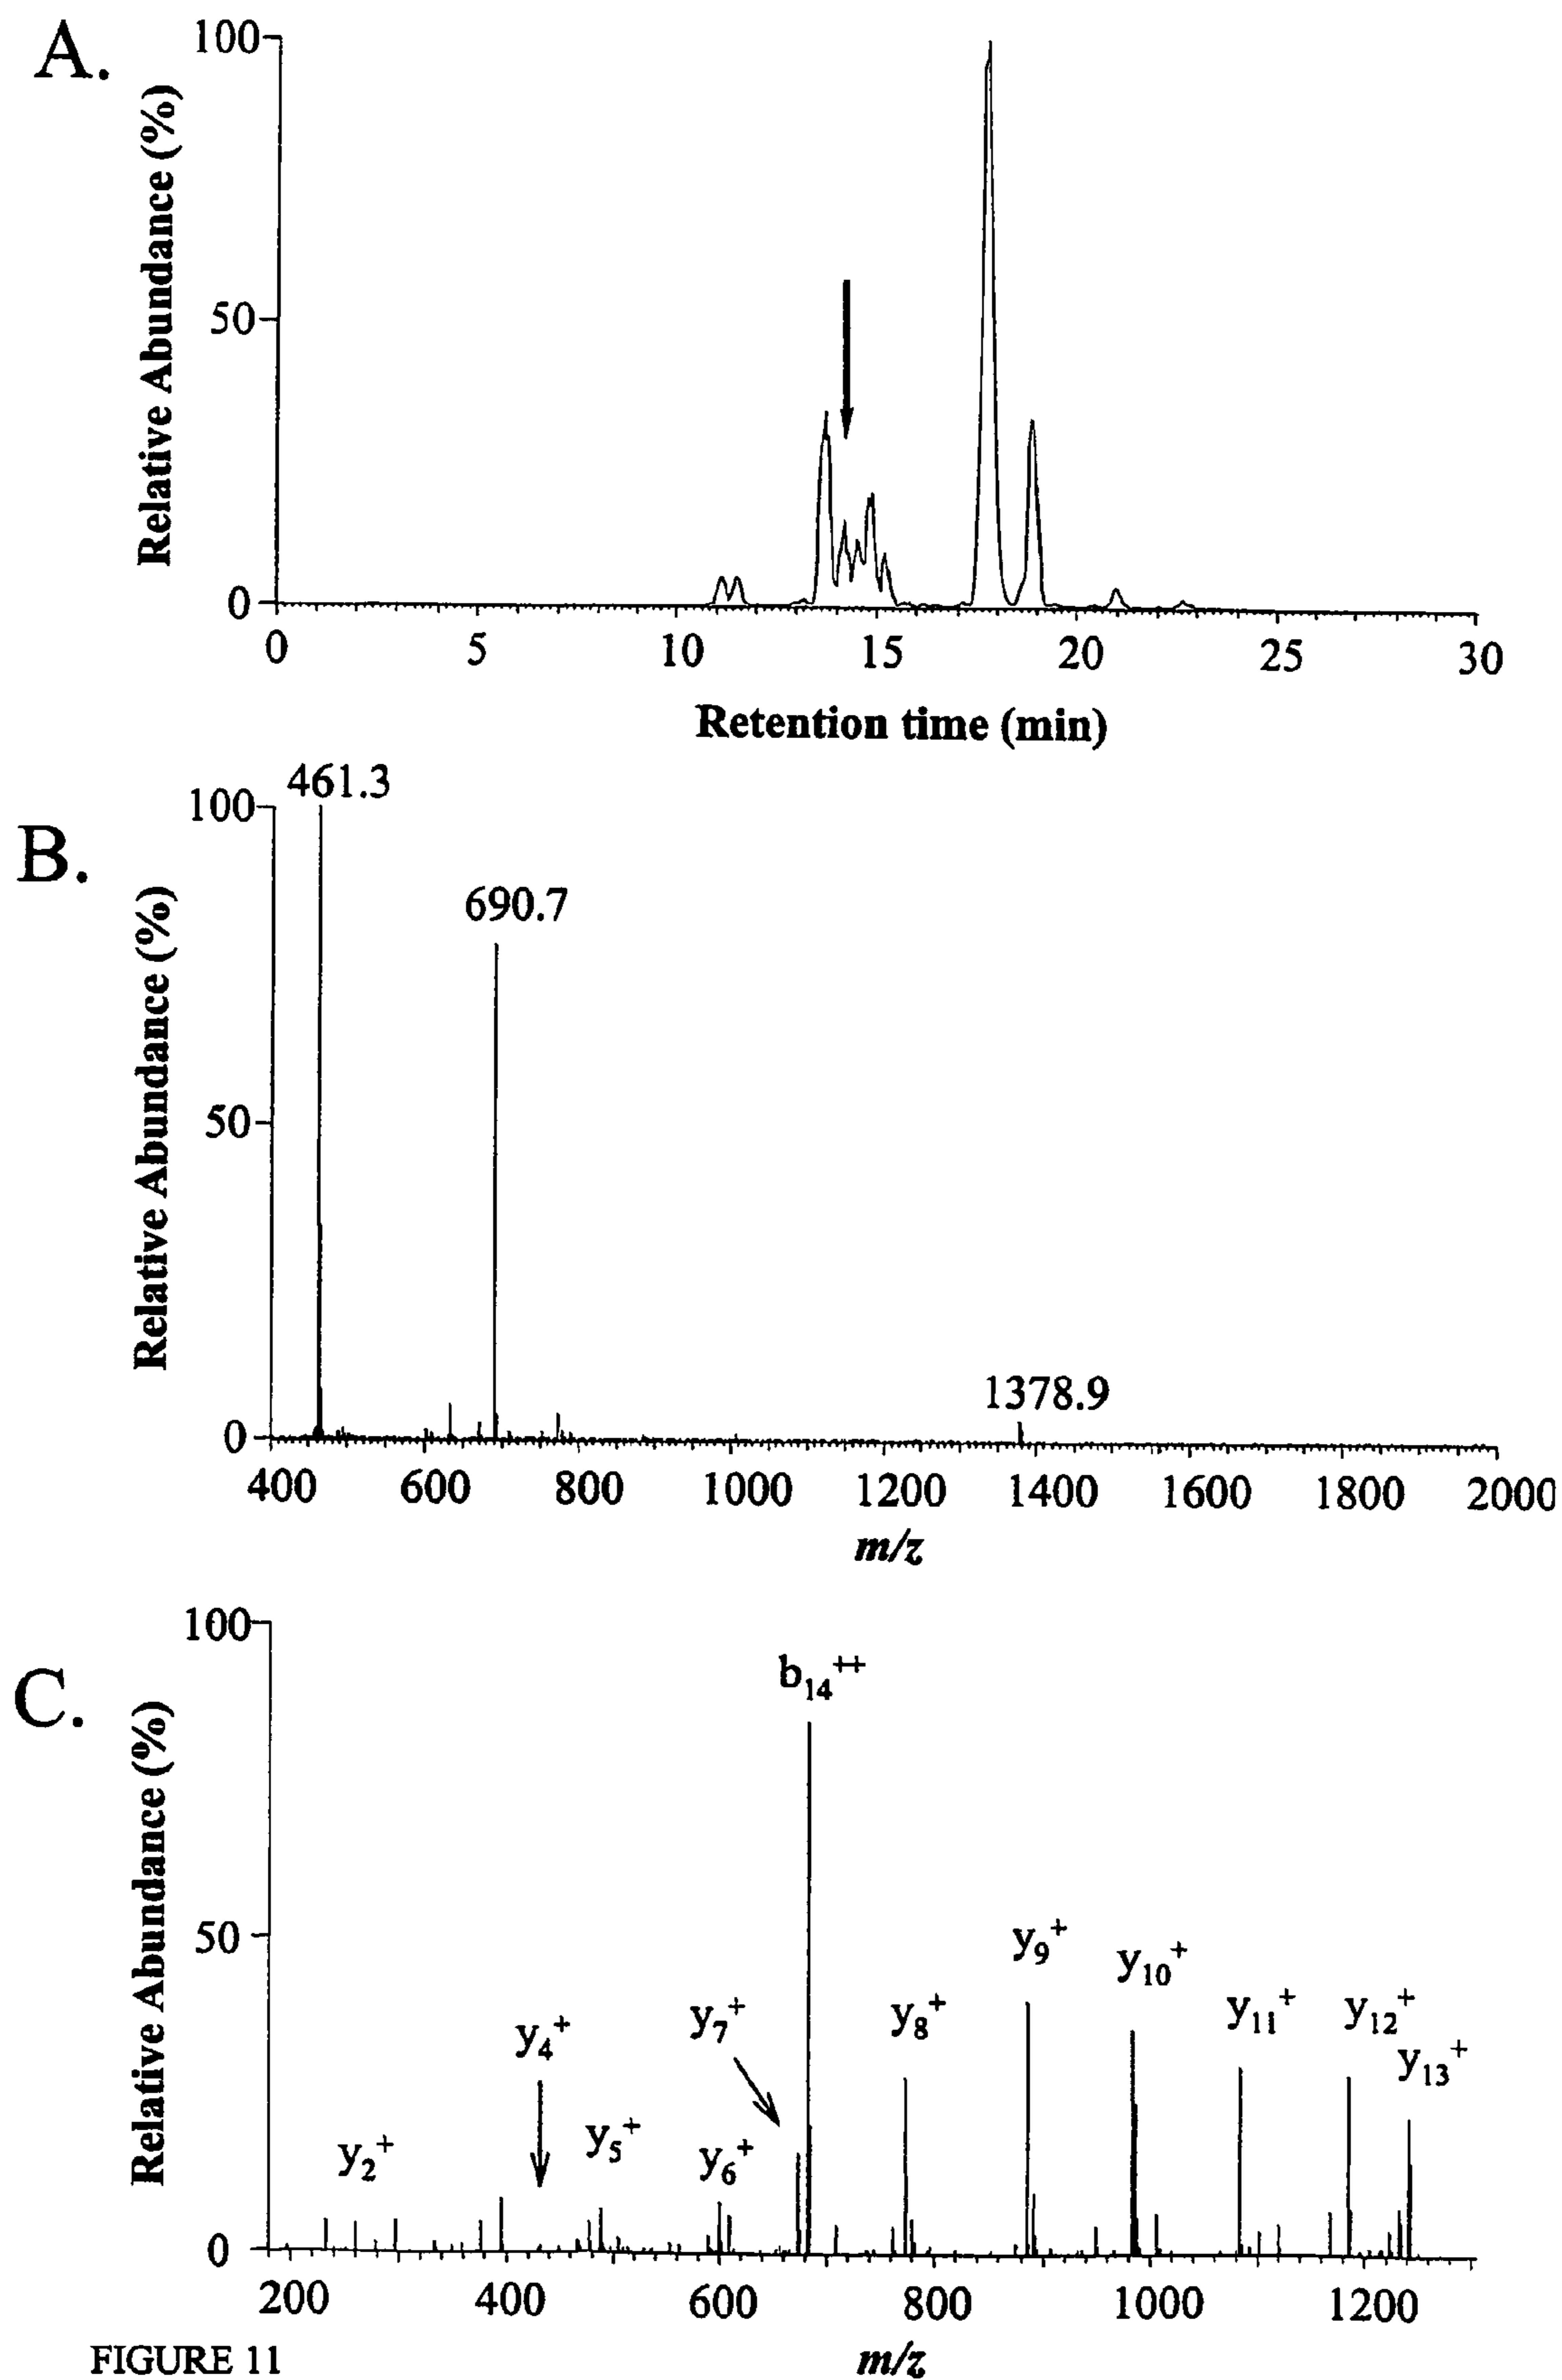 A.
Relative Abundance (%)
100
50
0
0 5 10 15 20 25 30
Retention time (min)
B.
Relative Abundance (%)
100
50
0
461.3
690.7
1378.9
400 600 800 1000 1200 1400 1600 1800 2000
m/z
C.
Relative Abundance (%)
100
50
0
b14++
y2+
y4+
y5+
y6+
y7+
y8+
y9+
y10+
y11+
y12+
y13+
200 400 600 800 1000 1200
m/z
FIGURE 11